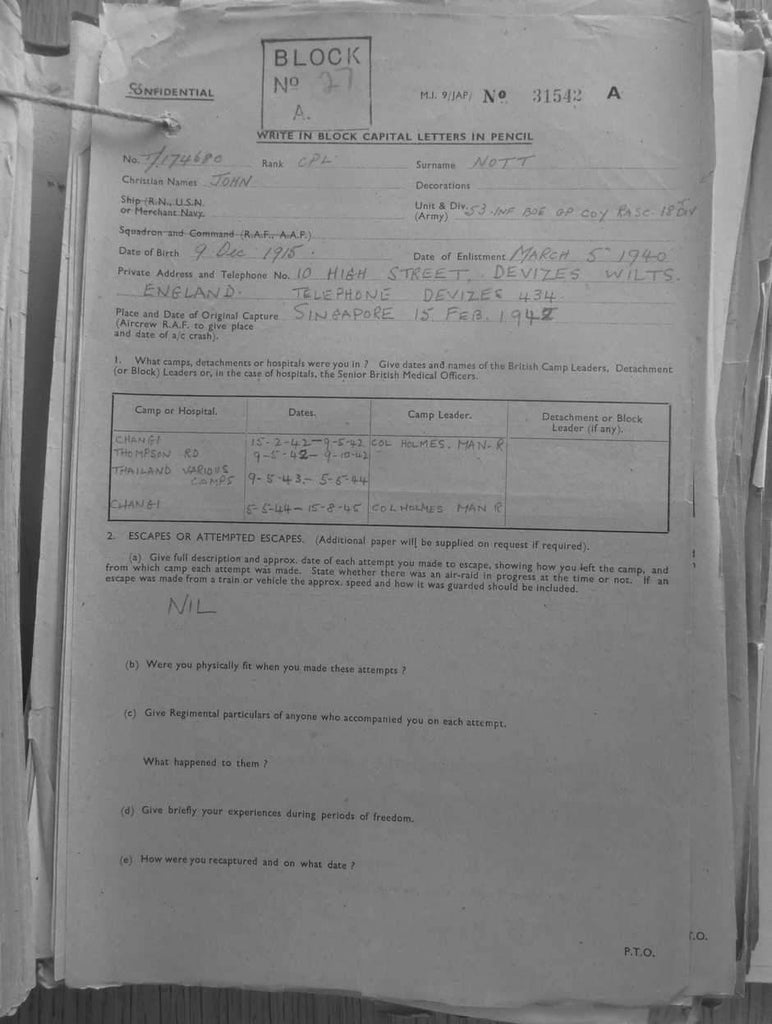 BLOCK
No 27
A.
CONFIDENTIAL
M.I. 9/JAP/ No 31542 A
WRITE IN BLOCK CAPITAL LETTERS IN PENCIL
No. T/174680 Rank CPL Surname NOTT
Christian Names JOHN Decorations
Ship (R.N., U.S.N. or Merchant Navy.
Unit & Div. (Army) 53 INF BDE GP COY RASC 18 DIV
Squadron and Command (R.A.F., A.A.F.)
Date of Birth 9 Dec 1915. Date of Enlistment MARCH 5th 1940
Private Address and Telephone No. 10 HIGH STREET. DEVIZES WILTS.
ENGLAND. TELEPHONE DEVIZES 434.
Place and Date of Original Capture SINGAPORE 15 FEB. 1942
(Aircrew R.A.F. to give place
and date of a/c crash).
1. What camps, detachments or hospitals were you in ? Give dates and names of the British Camp Leaders, Detachment
(or Block) Leaders or, in the case of hospitals, the Senior British Medical Officers.
Camp or Hospital. Dates. Camp Leader. Detachment or Block Leader (if any).
CHANGI 15-2-42-9-5-42 COL HOLMES. MAN. R
THOMPSON RD 9-5-42-9-10-42
THAILAND VARIOUS CAMPS 9-5-43.-5-5-44
CHANGI 5-5-44-15-8-45 COL HOLMES MAN R
2. ESCAPES OR ATTEMPTED ESCAPES. (Additional paper will be supplied on request if required).
(a) Give full description and approx. date of each attempt you made to escape, showing how you left the camp, and
from which camp each attempt was made. State whether there was an air-raid in progress at the time or not. If an
escape was made from a train or vehicle the approx. speed and how it was guarded should be included.
NIL
(b) Were you physically fit when you made these attempts ?
(c) Give Regimental particulars of anyone who accompanied you on each attempt.
What happened to them ?
(d) Give briefly your experiences during periods of freedom.
(e) How were you recaptured and on what date ?
T.O.
P.T.O.